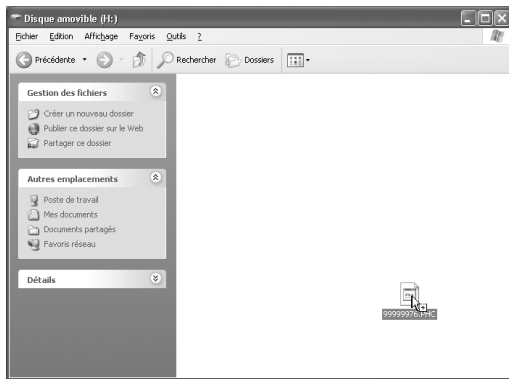 Disque amovible (H:)
Fichier Edition Affichage Favoris Outils ?
Précédente Rechercher Dossiers
Gestion des fichiers
Créer un nouveau dossier
Publier ce dossier sur le Web
Partager ce dossier
Autres emplacements
Poste de travail
Mes documents
Documents partagés
Favoris réseau
Détails
99999976.PHC